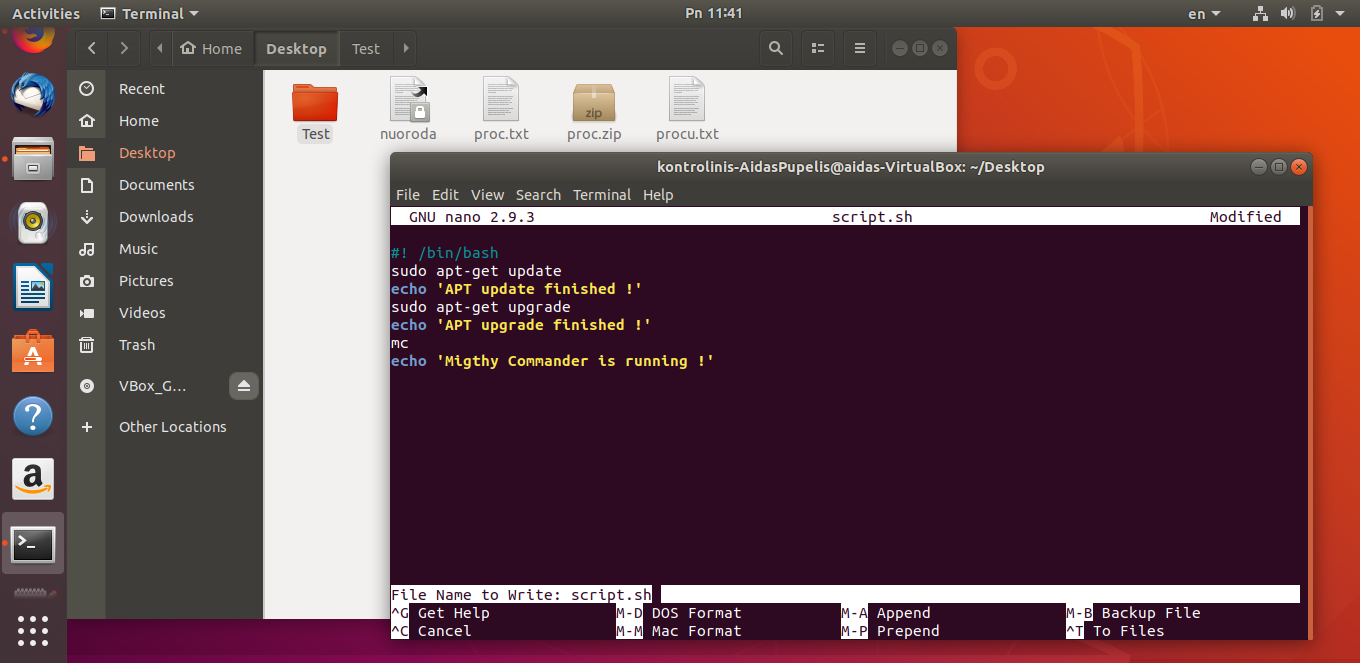 Activities Terminal Pn 11:41 en
Home Desktop Test
Recent
Home
Desktop
Documents
Downloads
Music
Pictures
Videos
Trash
VBox_G…
Other Locations
Test nuoroda proc.txt proc.zip procu.txt
zip
kontrolinis-AidasPupelis@aidas-VirtualBox: ~/Desktop
File Edit View Search Terminal Help
GNU nano 2.9.3 script.sh Modified
#! /bin/bash
sudo apt-get update
echo 'APT update finished !'
sudo apt-get upgrade
echo 'APT upgrade finished !'
mc
echo 'Migthy Commander is running !'
File Name to Write: script.sh
^G Get Help M-D DOS Format M-A Append M-B Backup File
^C Cancel M-M Mac Format M-P Prepend ^T To Files